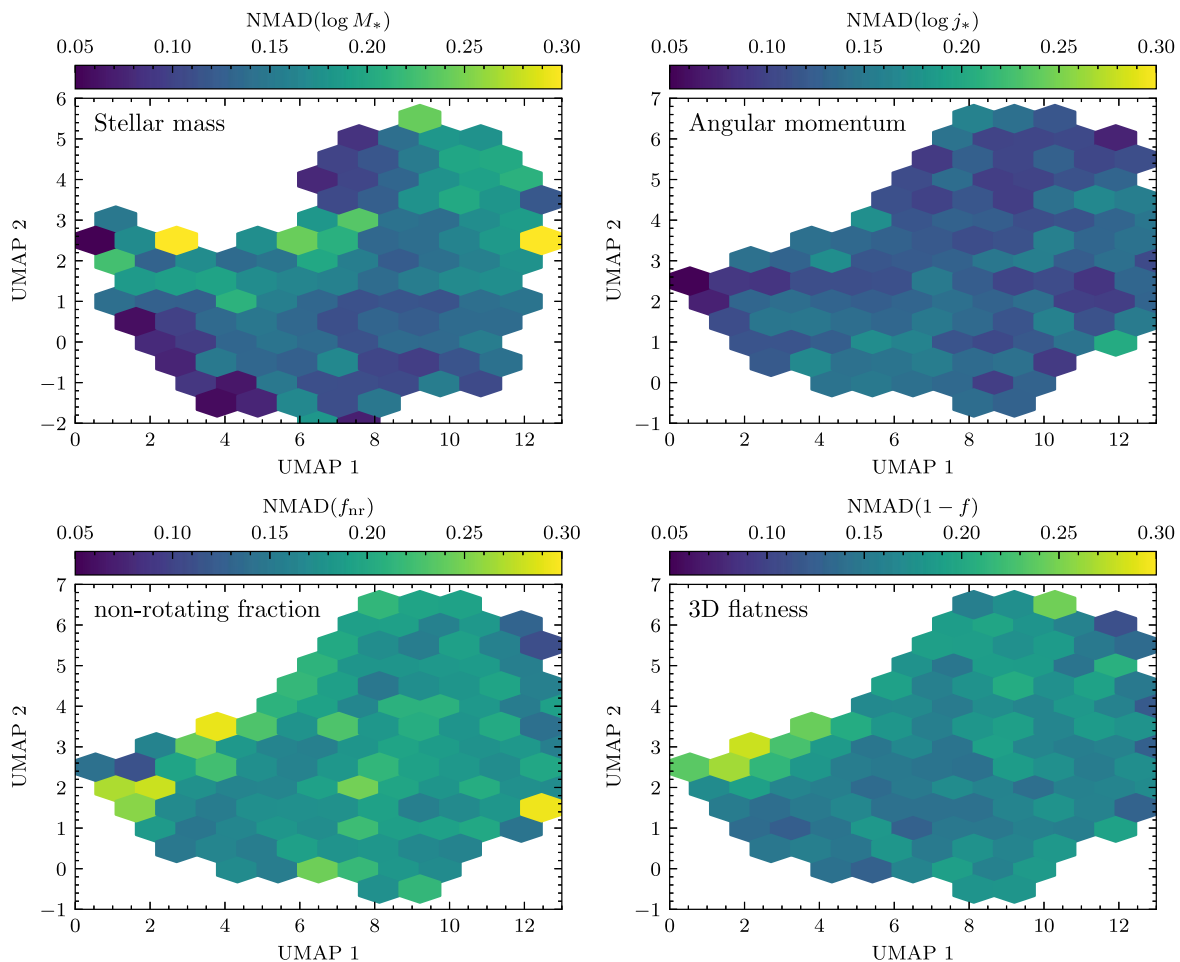 NMAD(log M∗) NMAD(log j∗)
0.05 0.10 0.15 0.20 0.25 0.30 0.05 0.10 0.15 0.20 0.25 0.30
Stellar mass
6
5
4
3
2
1
0
−1
−2
UMAP 2
0 2 4 6 8 10 12
UMAP 1
Angular momentum
7
6
5
4
3
2
1
0
−1
UMAP 2
0 2 4 6 8 10 12
UMAP 1
NMAD(fnr) NMAD(1 − f)
0.05 0.10 0.15 0.20 0.25 0.30 0.05 0.10 0.15 0.20 0.25 0.30
non-rotating fraction
7
6
5
4
3
2
1
0
−1
UMAP 2
0 2 4 6 8 10 12
UMAP 1
3D flatness
7
6
5
4
3
2
1
0
−1
UMAP 2
0 2 4 6 8 10 12
UMAP 1